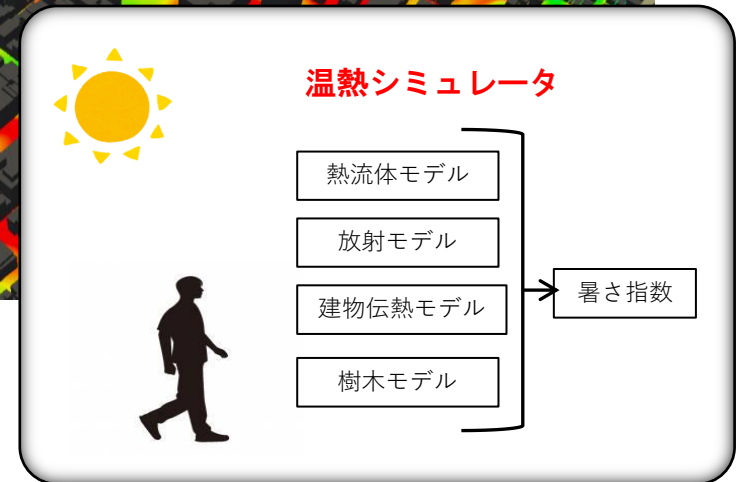 温熱シミュレータ
熱流体モデル
放射モデル
建物伝熱モデル
樹木モデル
暑さ指数